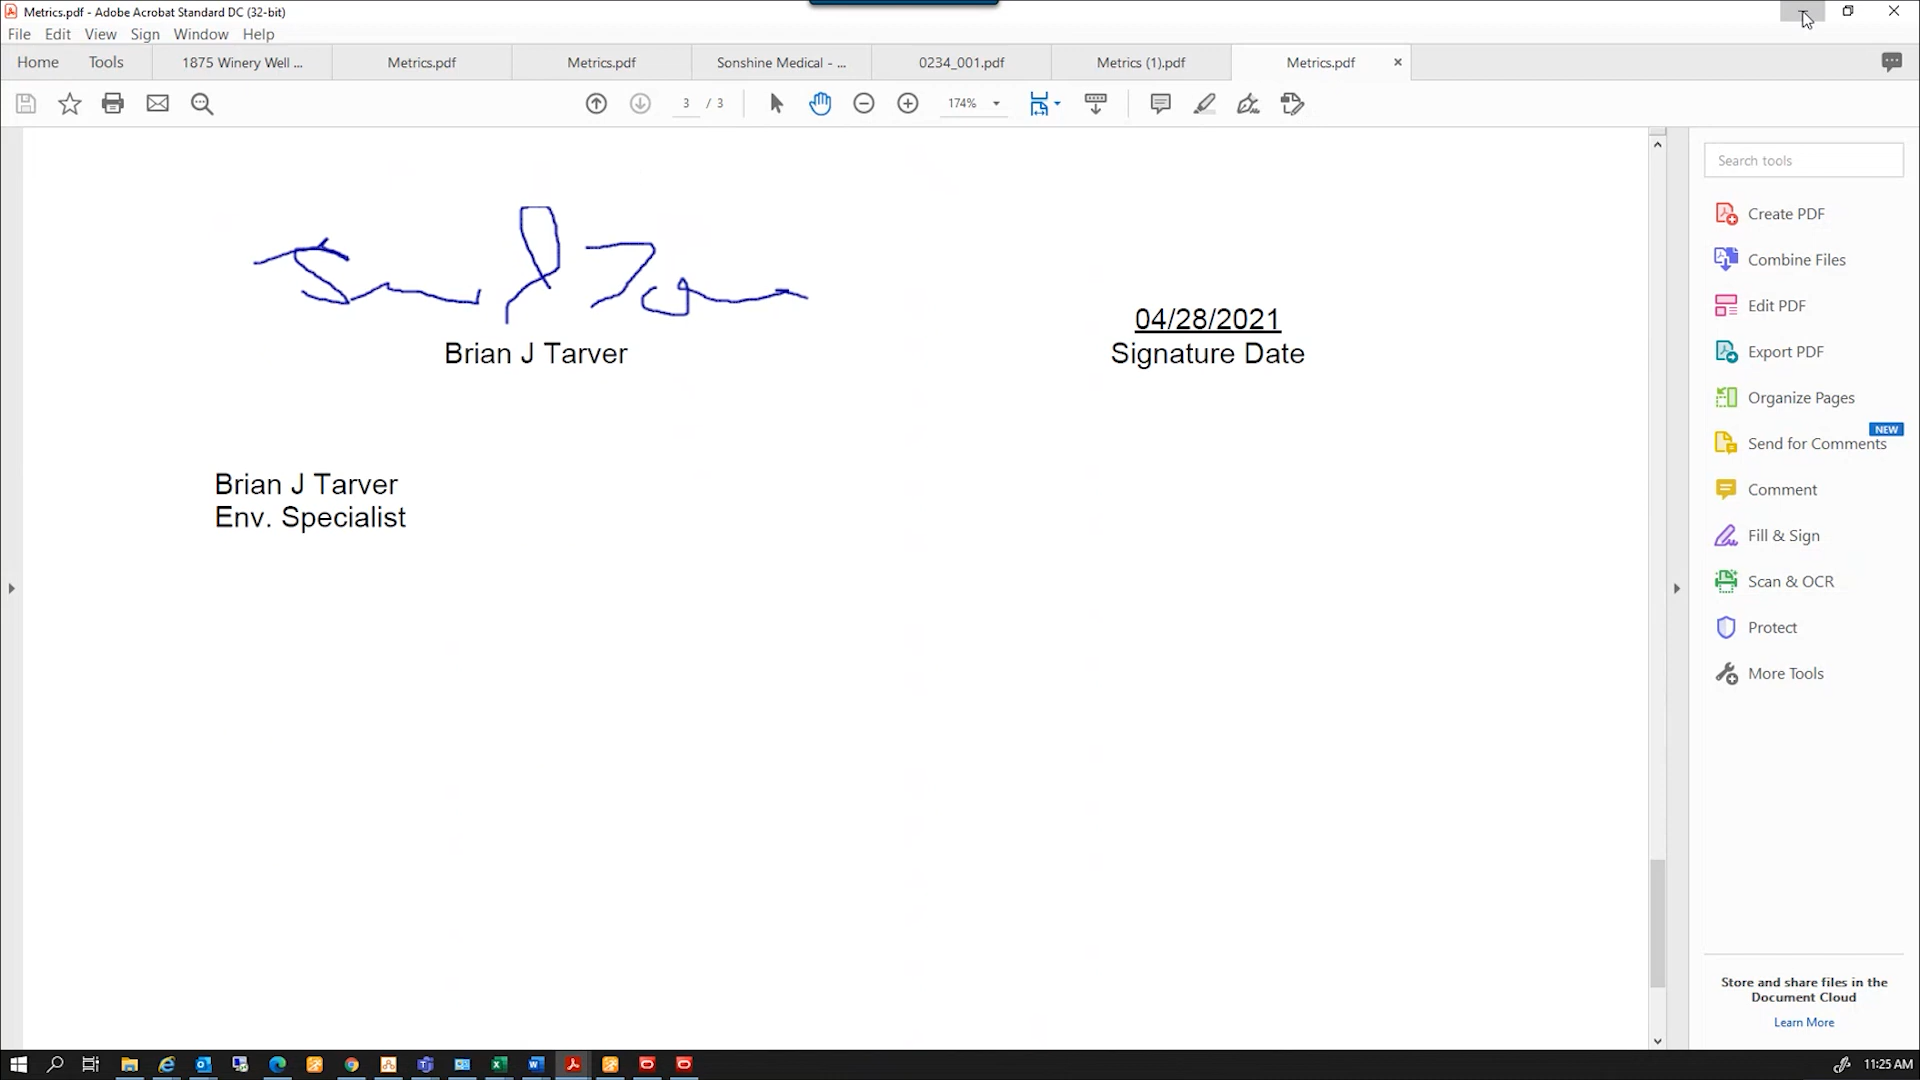 Metrics.pdf - Adobe Acrobat Standard DC (32-bit)
File Edit View Sign Window Help
Home Tools 1875 Winery Well ... Metrics.pdf Metrics.pdf Sonshine Medical - ... 0234_001.pdf Metrics (1).pdf Metrics.pdf
3 / 3 174%
Search tools
Create PDF
Combine Files
Edit PDF
Export PDF
Organize Pages
NEW
Send for Comments
Comment
Fill & Sign
Scan & OCR
Protect
More Tools
04/28/2021
Brian J Tarver Signature Date
Brian J Tarver
Env. Specialist
Store and share files in the
Document Cloud
Learn More
11:25 AM